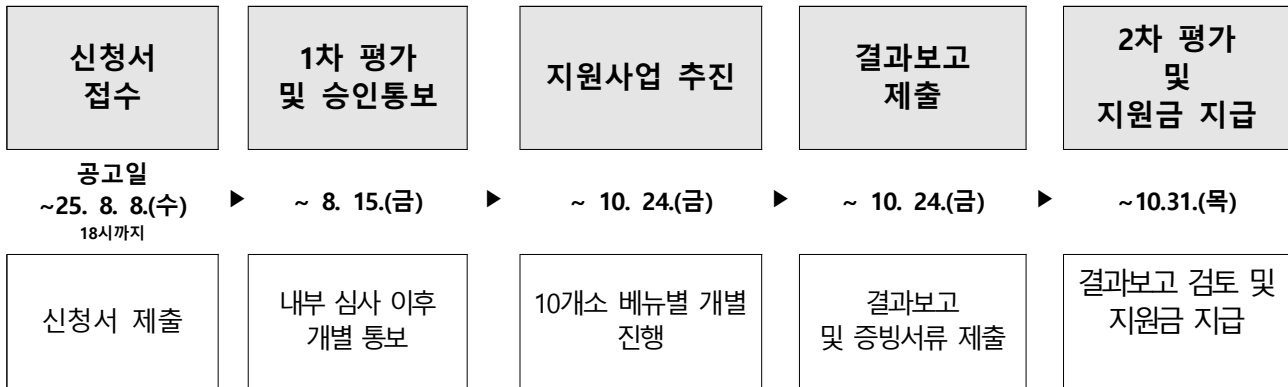 신청서
접수
1차 평가
및 승인통보
지원사업 추진
결과보고
제출
2차 평가
및
지원금 지급
공고일
~25. 8. 8.(수)
18시까지
▶
~ 8. 15.(금)
▶
~ 10. 24.(금)
▶
~ 10. 24.(금)
▶
~10.31.(목)
신청서 제출
내부 심사 이후
개별 통보
10개소 베뉴별 개별
진행
결과보고
및 증빙서류 제출
결과보고 검토 및
지원금 지급